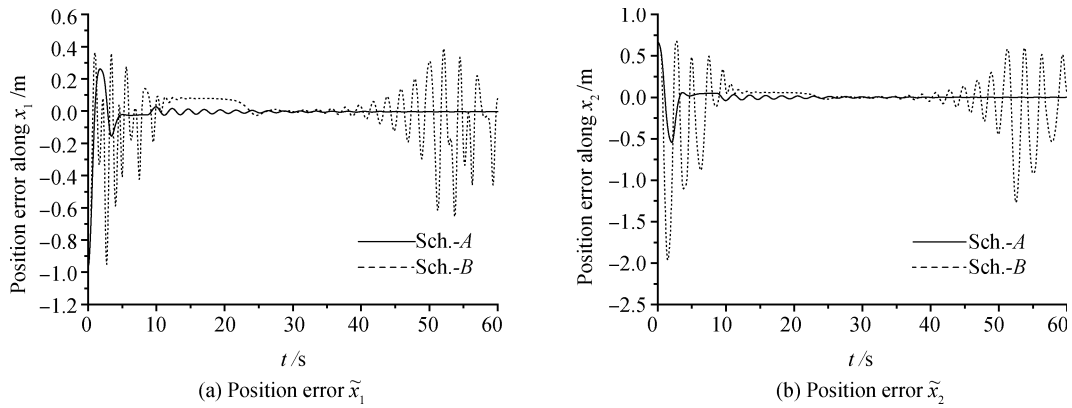 0.6
0.4
0.2
0.0
−0.2
−0.4
−0.6
−0.8
−1.0
−1.2
Position error along x1 /m
Sch.-A
Sch.-B
0 10 20 30 40 50 60
t /s
(a) Position error x̃1
1.0
0.5
0.0
−0.5
−1.0
−1.5
−2.0
−2.5
Position error along x2 /m
Sch.-A
Sch.-B
0 10 20 30 40 50 60
t /s
(b) Position error x̃2